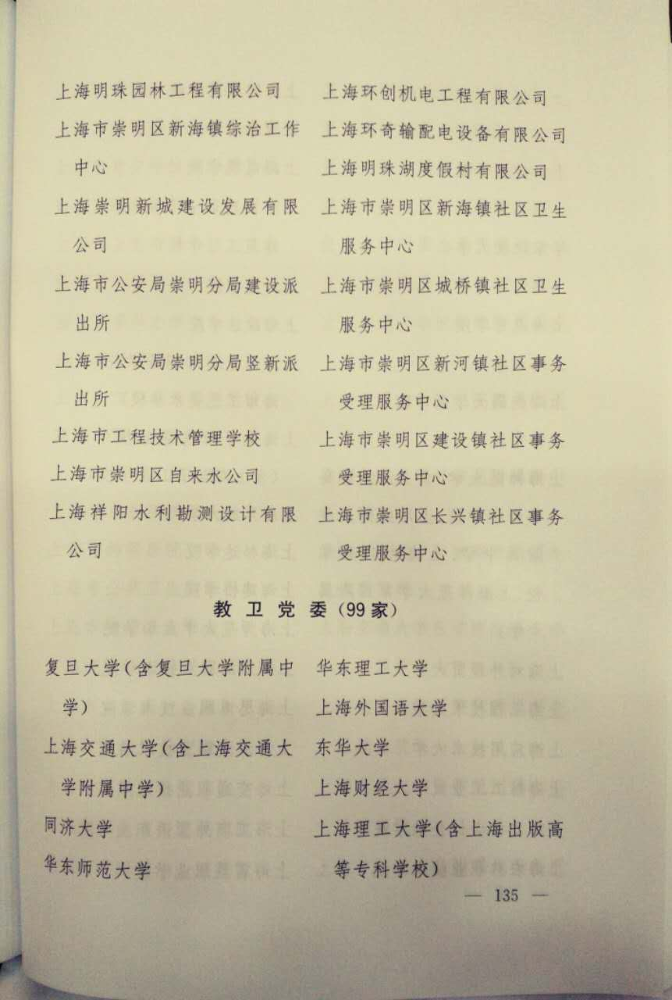 上海明珠园林工程有限公司
上海市崇明区新海镇综治工作
中心
上海崇明新城建设发展有限
公司
上海市公安局崇明分局建设派
出所
上海市公安局崇明分局竖新派
出所
上海市工程技术管理学校
上海市崇明区自来水公司
上海祥阳水利勘测设计有限
公司
上海环创机电工程有限公司
上海环奇输配电设备有限公司
上海明珠湖度假村有限公司
上海市崇明区新海镇社区卫生
服务中心
上海市崇明区城桥镇社区卫生
服务中心
上海市崇明区新河镇社区事务
受理服务中心
上海市崇明区建设镇社区事务
受理服务中心
上海市崇明区长兴镇社区事务
受理服务中心
教卫党委(99家)
复旦大学(含复旦大学附属中
学)
上海交通大学(含上海交通大
学附属中学)
同济大学
华东师范大学
华东理工大学
上海外国语大学
东华大学
上海财经大学
上海理工大学(含上海出版高
等专科学校)
— 135 —